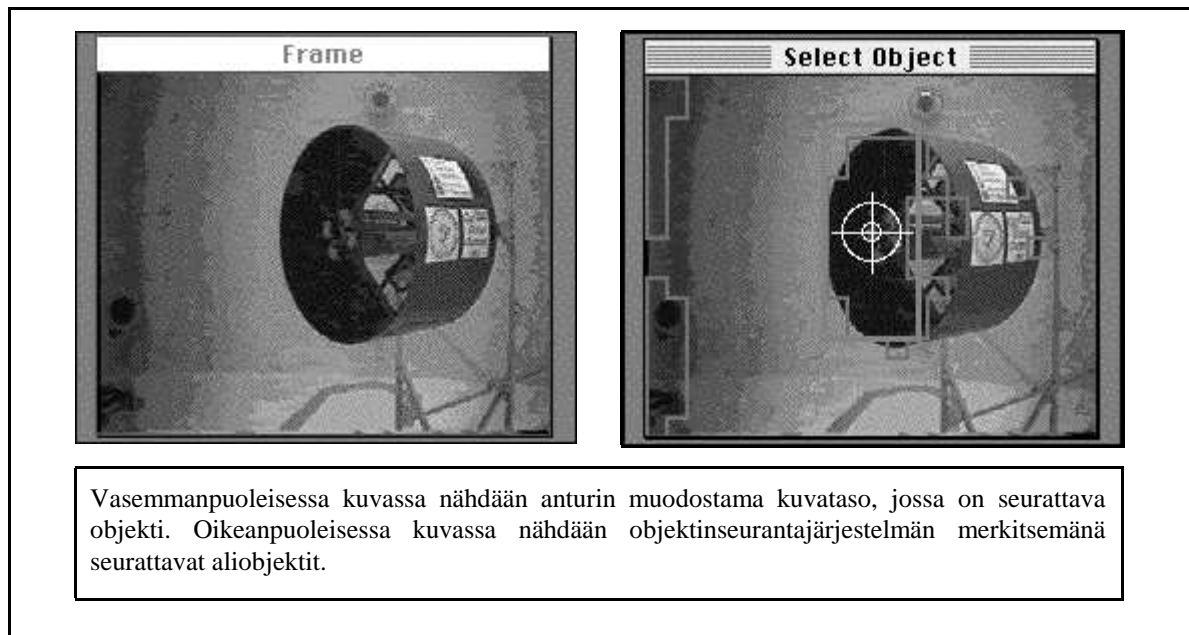 Frame
Select Object
7
Vasemmanpuoleisessa kuvassa nähdään anturin muodostama kuvataso, jossa on seurattava
objekti. Oikeanpuoleisessa kuvassa nähdään objektinseurantajärjestelmän merkitsemänä
seurattavat aliobjektit.